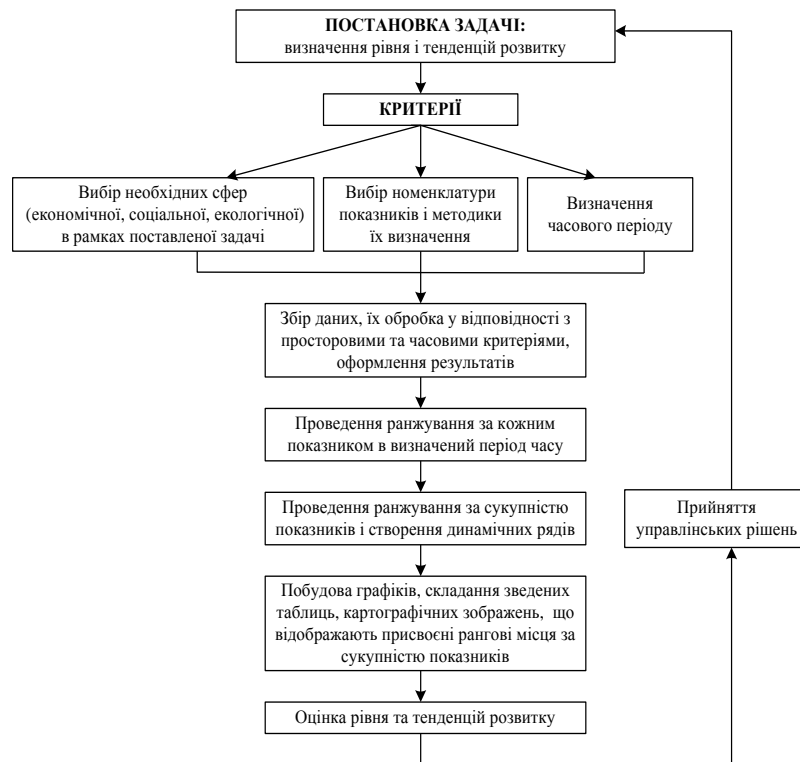 ПОСТАНОВКА ЗАДАЧІ:
визначення рівня і тенденцій розвитку
КРИТЕРІЇ
Вибір необхідних сфер
(економічної, соціальної, екологічної)
в рамках поставленої задачі
Вибір номенклатури
показників і методики
їх визначення
Визначення
часового періоду
Збір даних, їх обробка у відповідності з
просторовими та часовими критеріями,
оформлення результатів
Проведення ранжування за кожним
показником в визначений період часу
Проведення ранжування за сукупністю
показників і створення динамічних рядів
Прийняття
управлінських рішень
Побудова графіків, складання зведених
таблиць, картографічних зображень, що
відображають присвоєні рангові місця за
сукупністю показників
Оцінка рівня та тенденцій розвитку